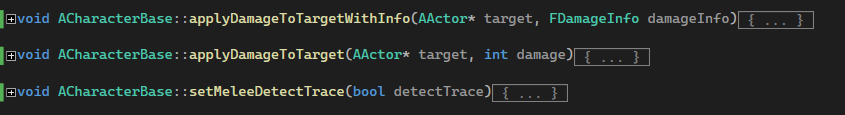 void ACharacterBase::applyDamageToTargetWithInfo(AActor* target, FDamageInfo damageInfo){ ... }
void ACharacterBase::applyDamageToTarget(AActor* target, int damage){ ... }
void ACharacterBase::setMeleeDetectTrace(bool detectTrace){ ... }